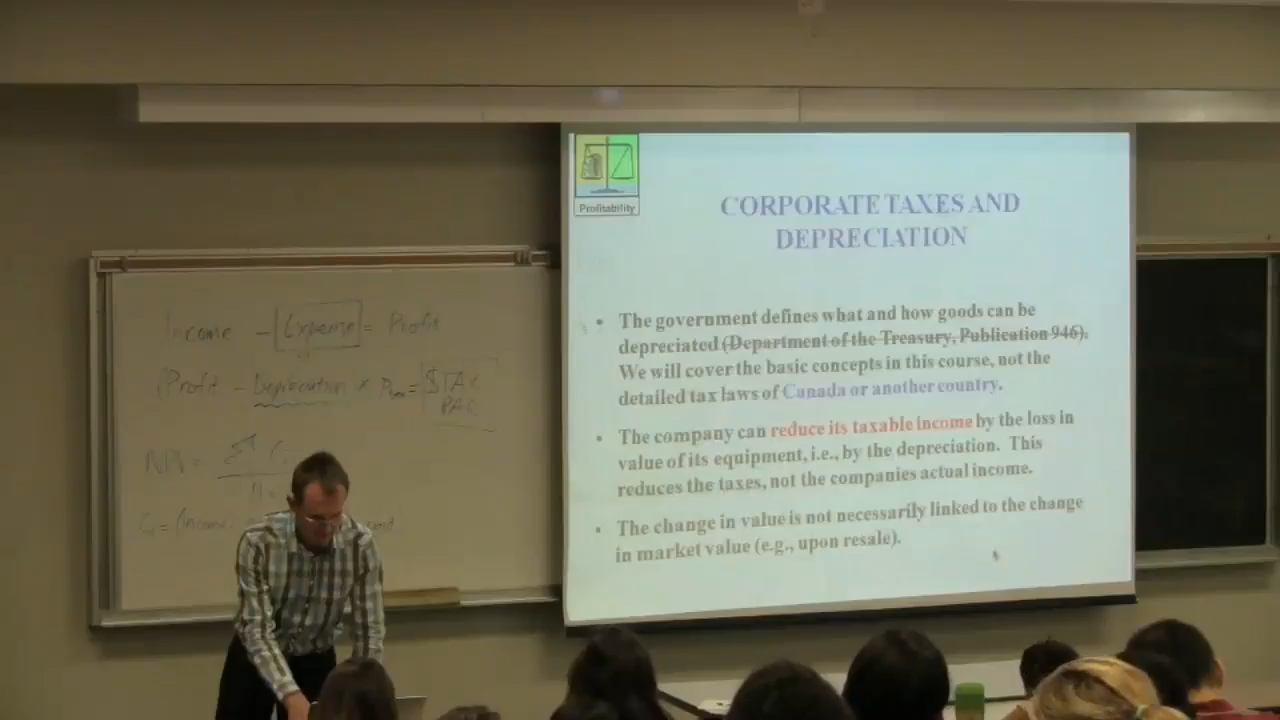 Income - Expense = Profit
Profit - Depreciation
NPV =
Profitability
CORPORATE TAXES AND
DEPRECIATION
• The government defines what and how goods can be
depreciated (Department of the Treasury, Publication 946).
We will cover the basic concepts in this course, not the
detailed tax laws of Canada or another country.
• The company can reduce its taxable income by the loss in
value of its equipment, i.e., by the depreciation. This
reduces the taxes, not the companies actual income.
• The change in value is not necessarily linked to the change
in market value (e.g., upon resale).